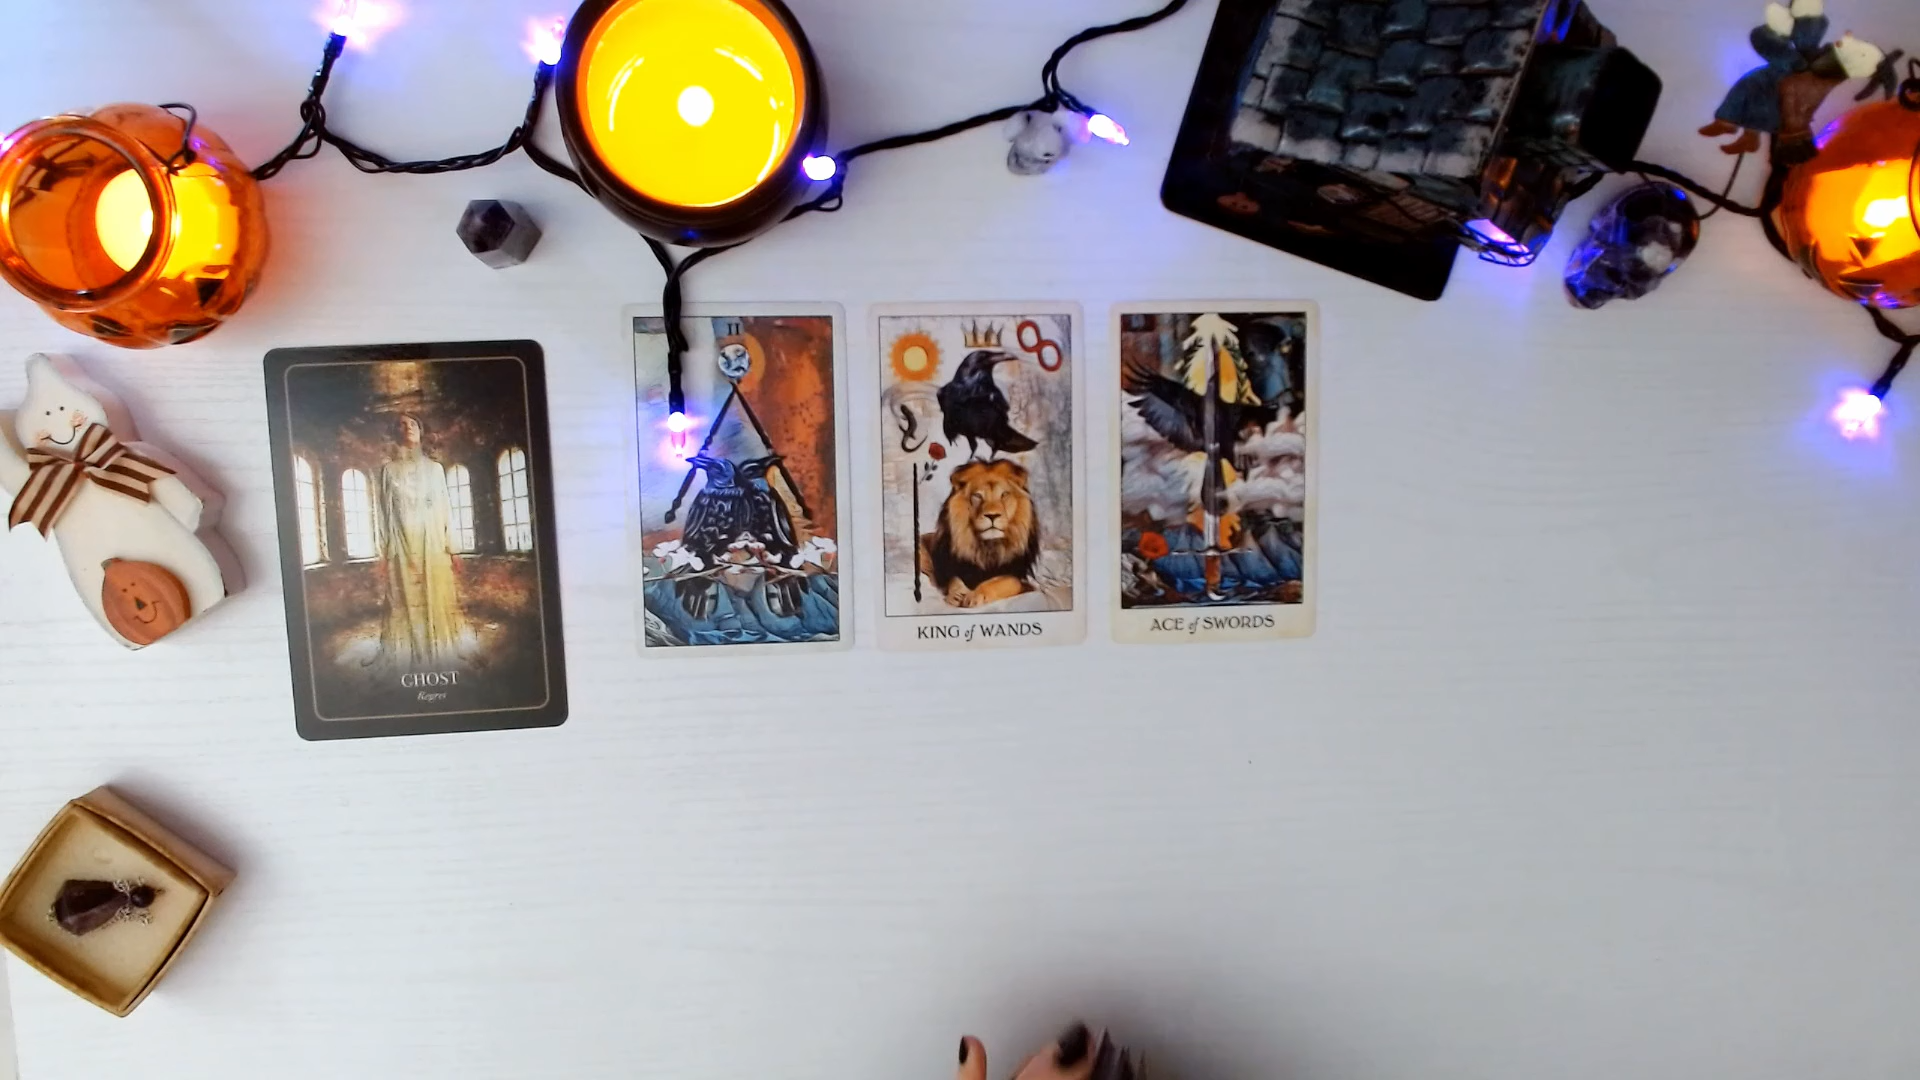 GHOST
Regret
II
KING of WANDS
ACE of SWORDS